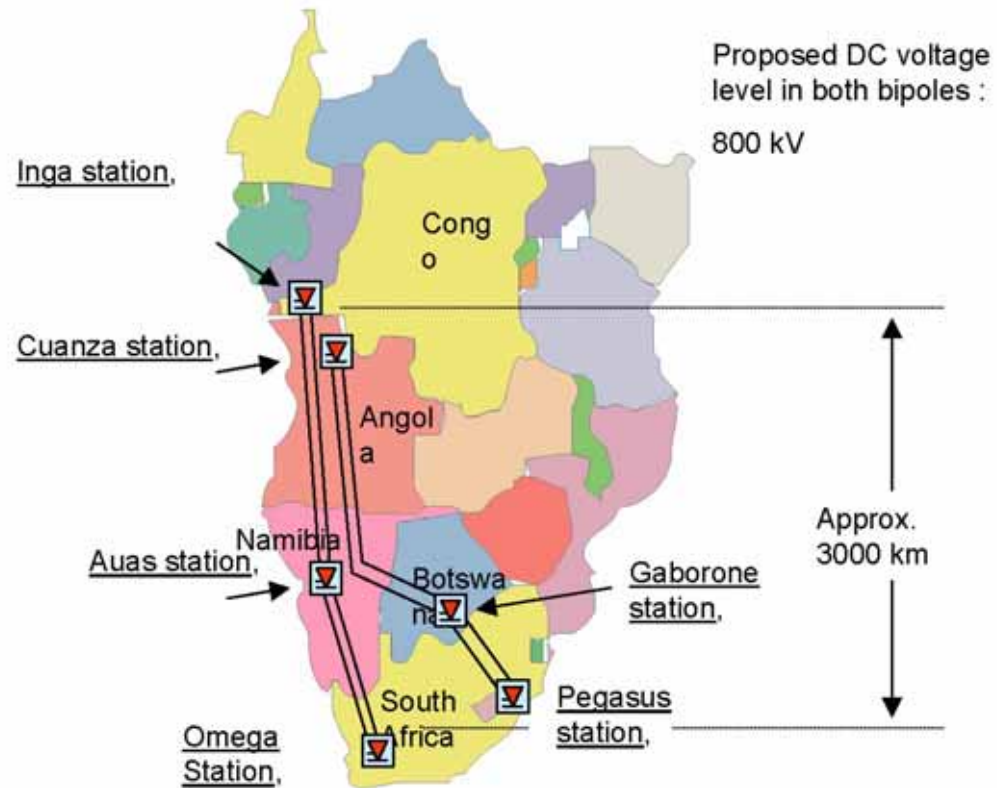 Proposed DC voltage
level in both bipoles :
800 kV
Inga station,
Cong
o
Cuanza station,
Angol
a
Approx.
3000 km
Namibia
Auas station,
Botswa
na
Gaborone
station,
South
Africa
Pegasus
station,
Omega
Station,